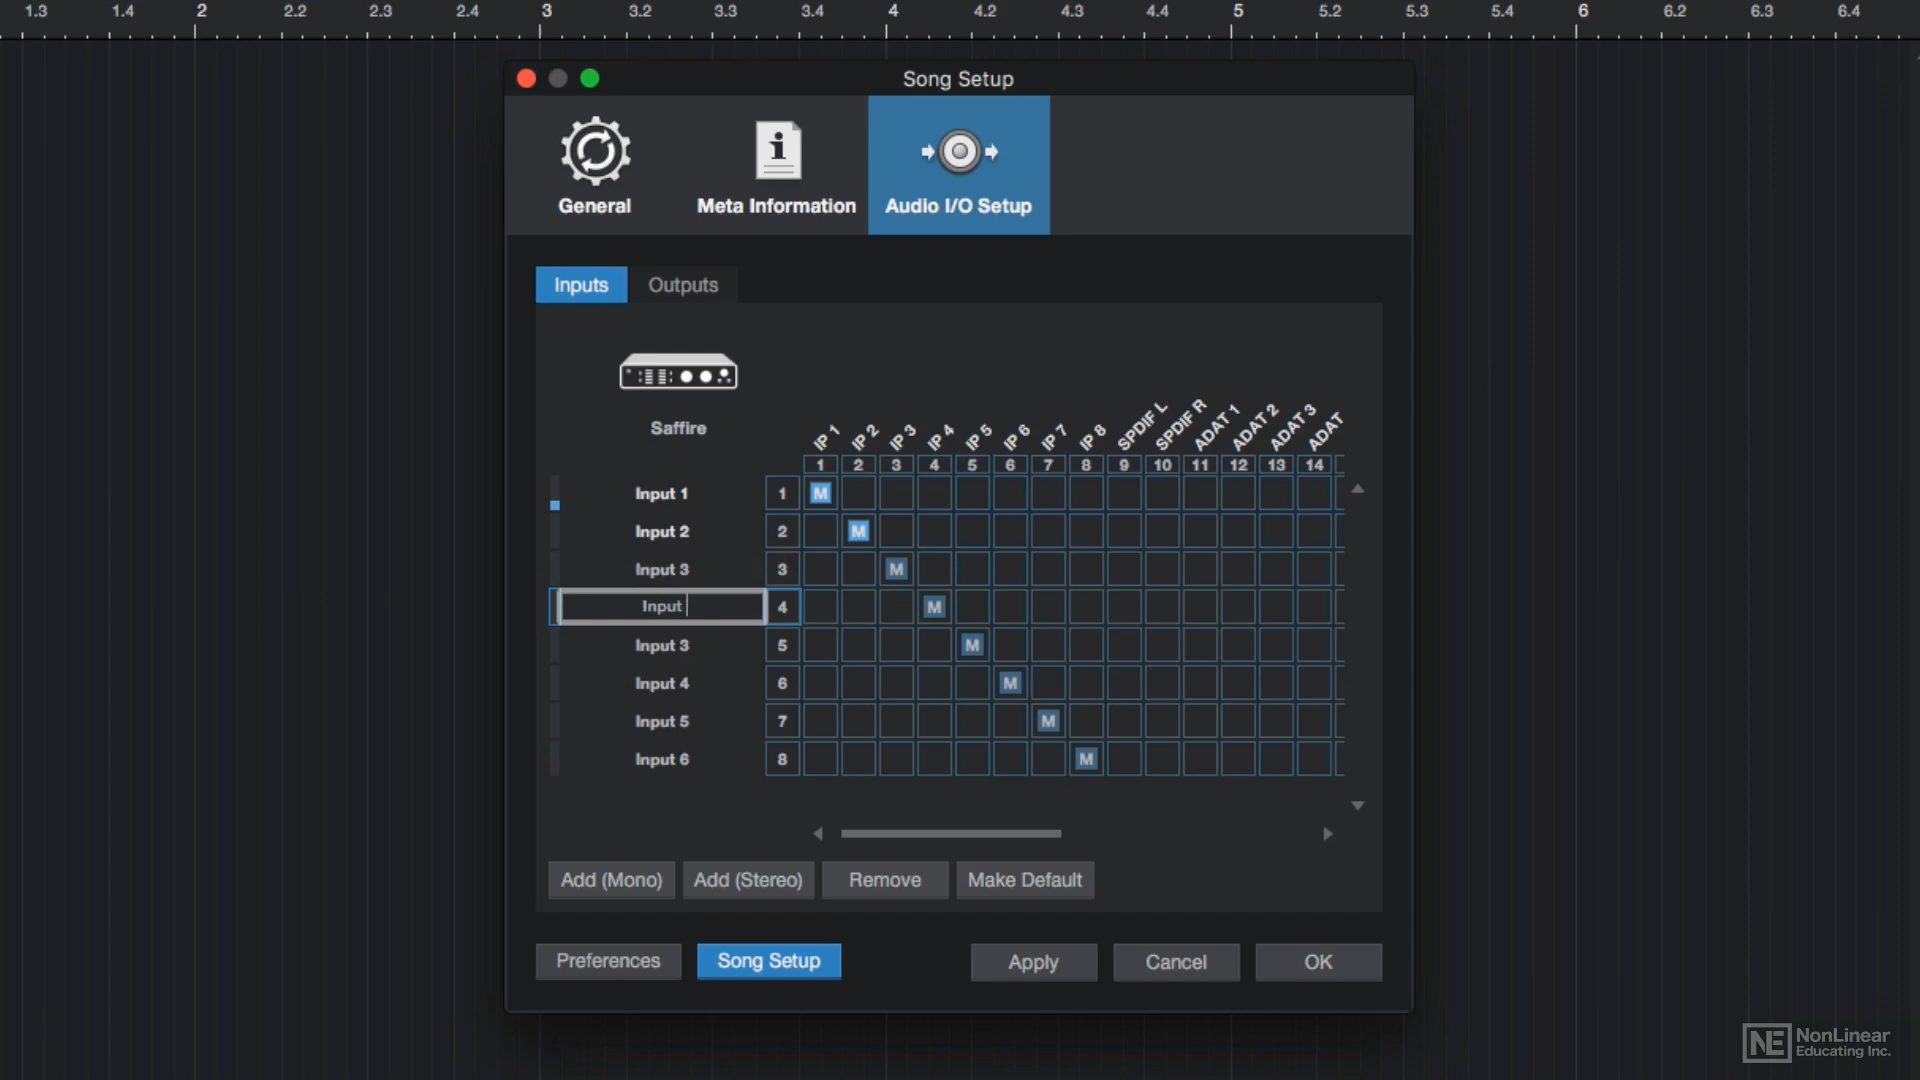 1.3 1.4 2 2.2 2.3 2.4 3 3.2 3.3 3.4 4 4.2 4.3 4.4 5 5.2 5.3 5.4 6 6.2 6.3 6.4
Song Setup
General Meta Information Audio I/O Setup
Inputs Outputs
Saffire
IP 1 IP 2 IP 3 IP 4 IP 5 IP 6 IP 7 IP 8 SPDIF L SPDIF R ADAT 1 ADAT 2 ADAT 3 ADAT
1 2 3 4 5 6 7 8 9 10 11 12 13 14
Input 1 1 M
Input 2 2 M
Input 3 3 M
Input 4 M
Input 3 5 M
Input 4 6 M
Input 5 7 M
Input 6 8 M
Add (Mono) Add (Stereo) Remove Make Default
Preferences Song Setup Apply Cancel OK
NE NonLinear
Educating Inc.